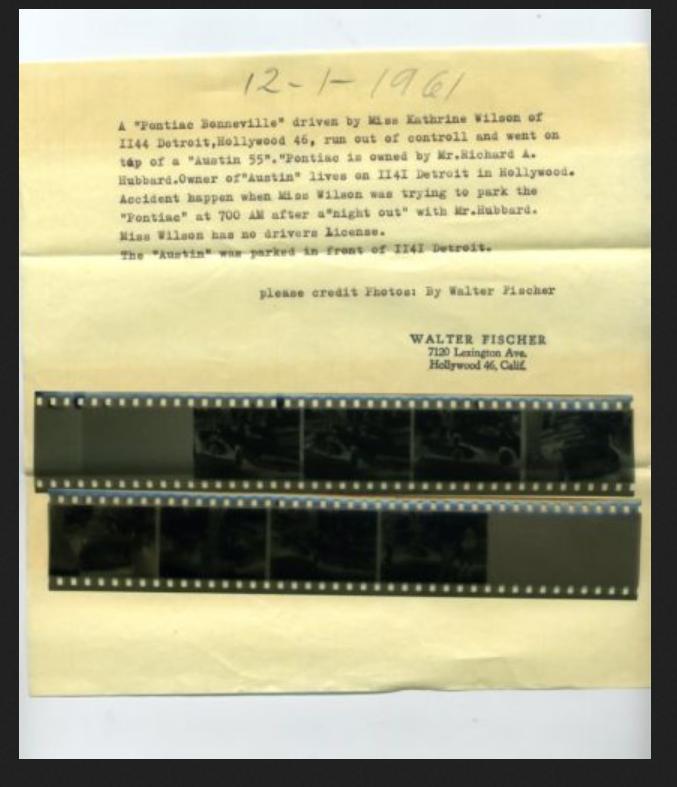 12-1-1961
A "Pontiac Bonneville" driven by Miss Kathrine Wilson of
II44 Detroit,Hollywood 46, run out of controll and went on
top of a "Austin 55"."Pontiac is owned by Mr.Richard A.
Hubbard.Owner of"Austin" lives on II4I Detroit in Hollywood.
Accident happen when Miss Wilson was trying to park the
"Pontiac" at 700 AM after a"night out" with Mr.Hubbard.
Miss Wilson has no drivers License.
The "Austin" was parked in front of II4I Detroit.
please credit Photos: By Walter Fischer
WALTER FISCHER
7120 Lexington Ave.
Hollywood 46, Calif.